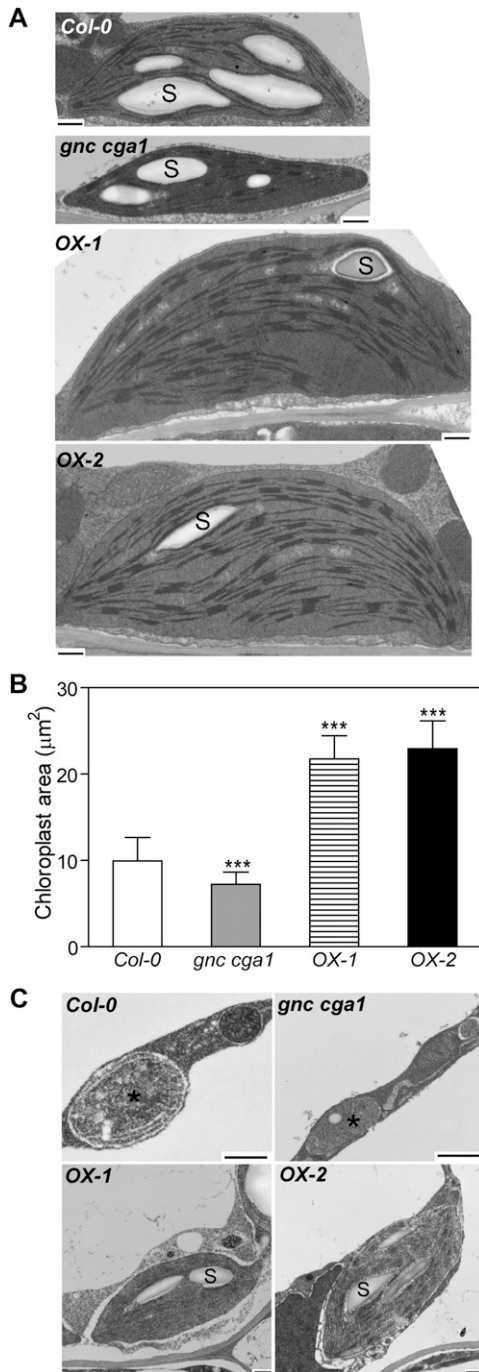 A
Col-0
S
gnc cga1
S
OX-1
S
OX-2
S
B
Chloroplast area (µm²)
30
20
10
0
***
***
***
Col-0 gnc cga1 OX-1 OX-2
C
Col-0 gnc cga1
* *
OX-1 OX-2
S S